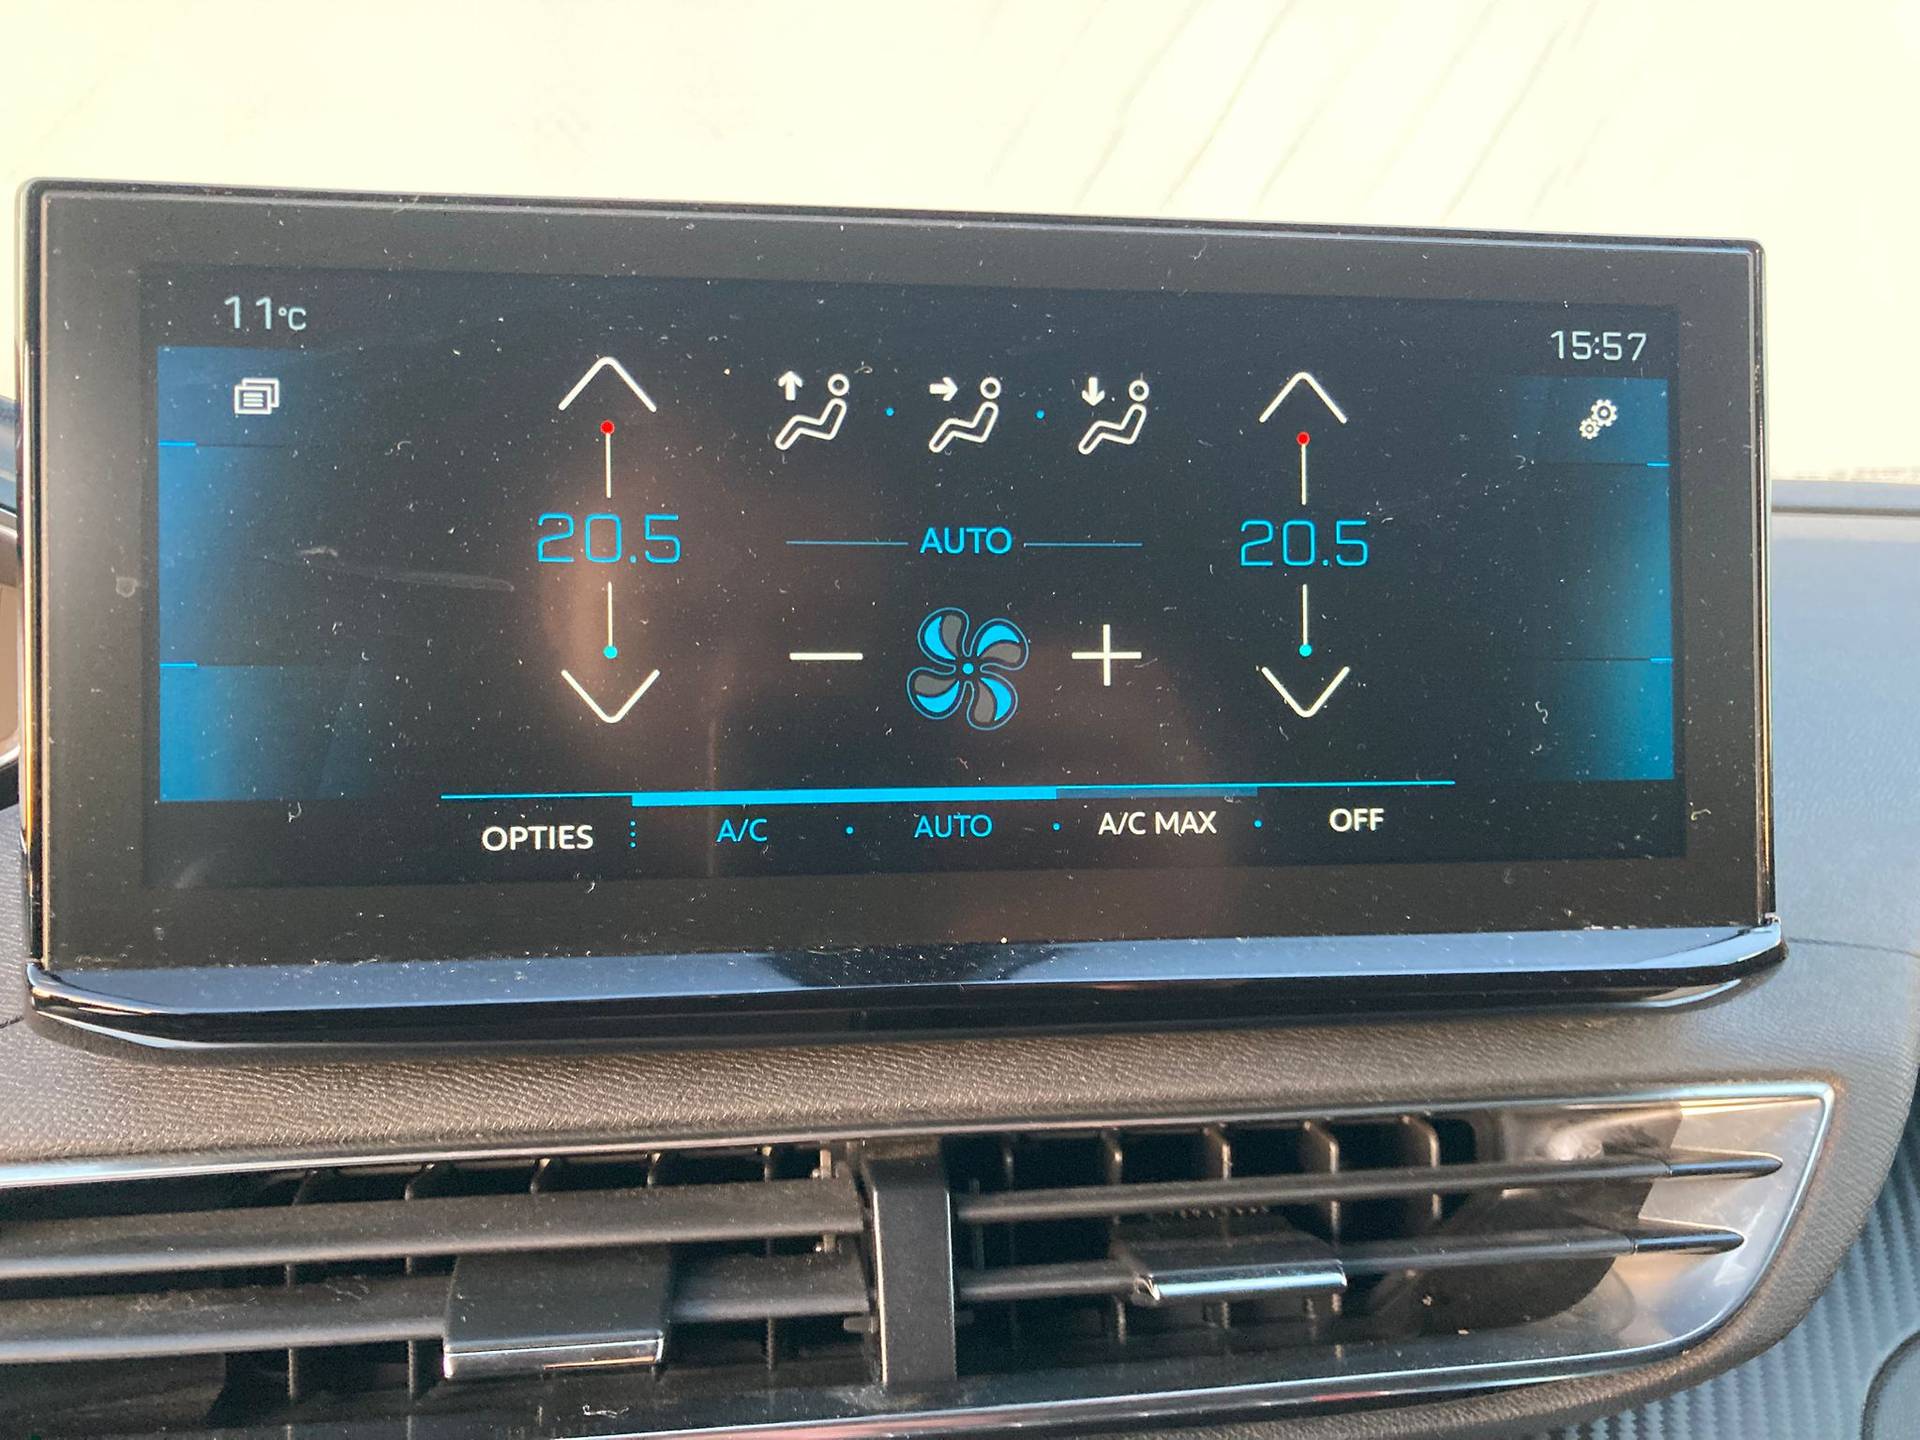 11°C
15:57
20.5 AUTO 20.5
OPTIES A/C AUTO A/C MAX OFF